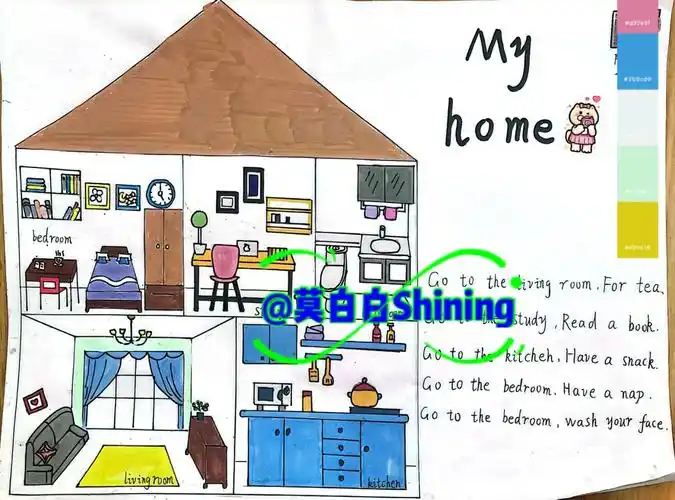 My
home
bedroom
Go to the living room. For tea.
@莫白白Shining
study, Read a book.
Go to the kitcheh. Have a snack.
Go to the bedroom. Have a nap.
Go to the bedroom, wash your face.
living room
kitchen